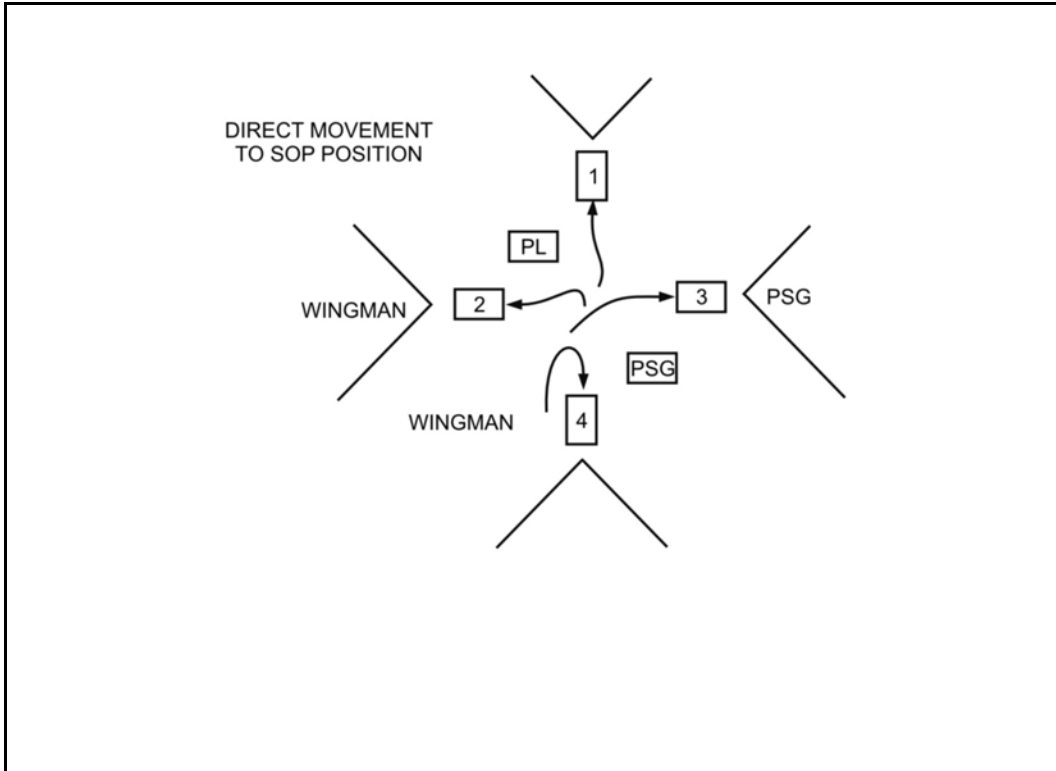 DIRECT MOVEMENT
TO SOP POSITION
1
PL
WINGMAN
2
3
PSG
PSG
WINGMAN
4